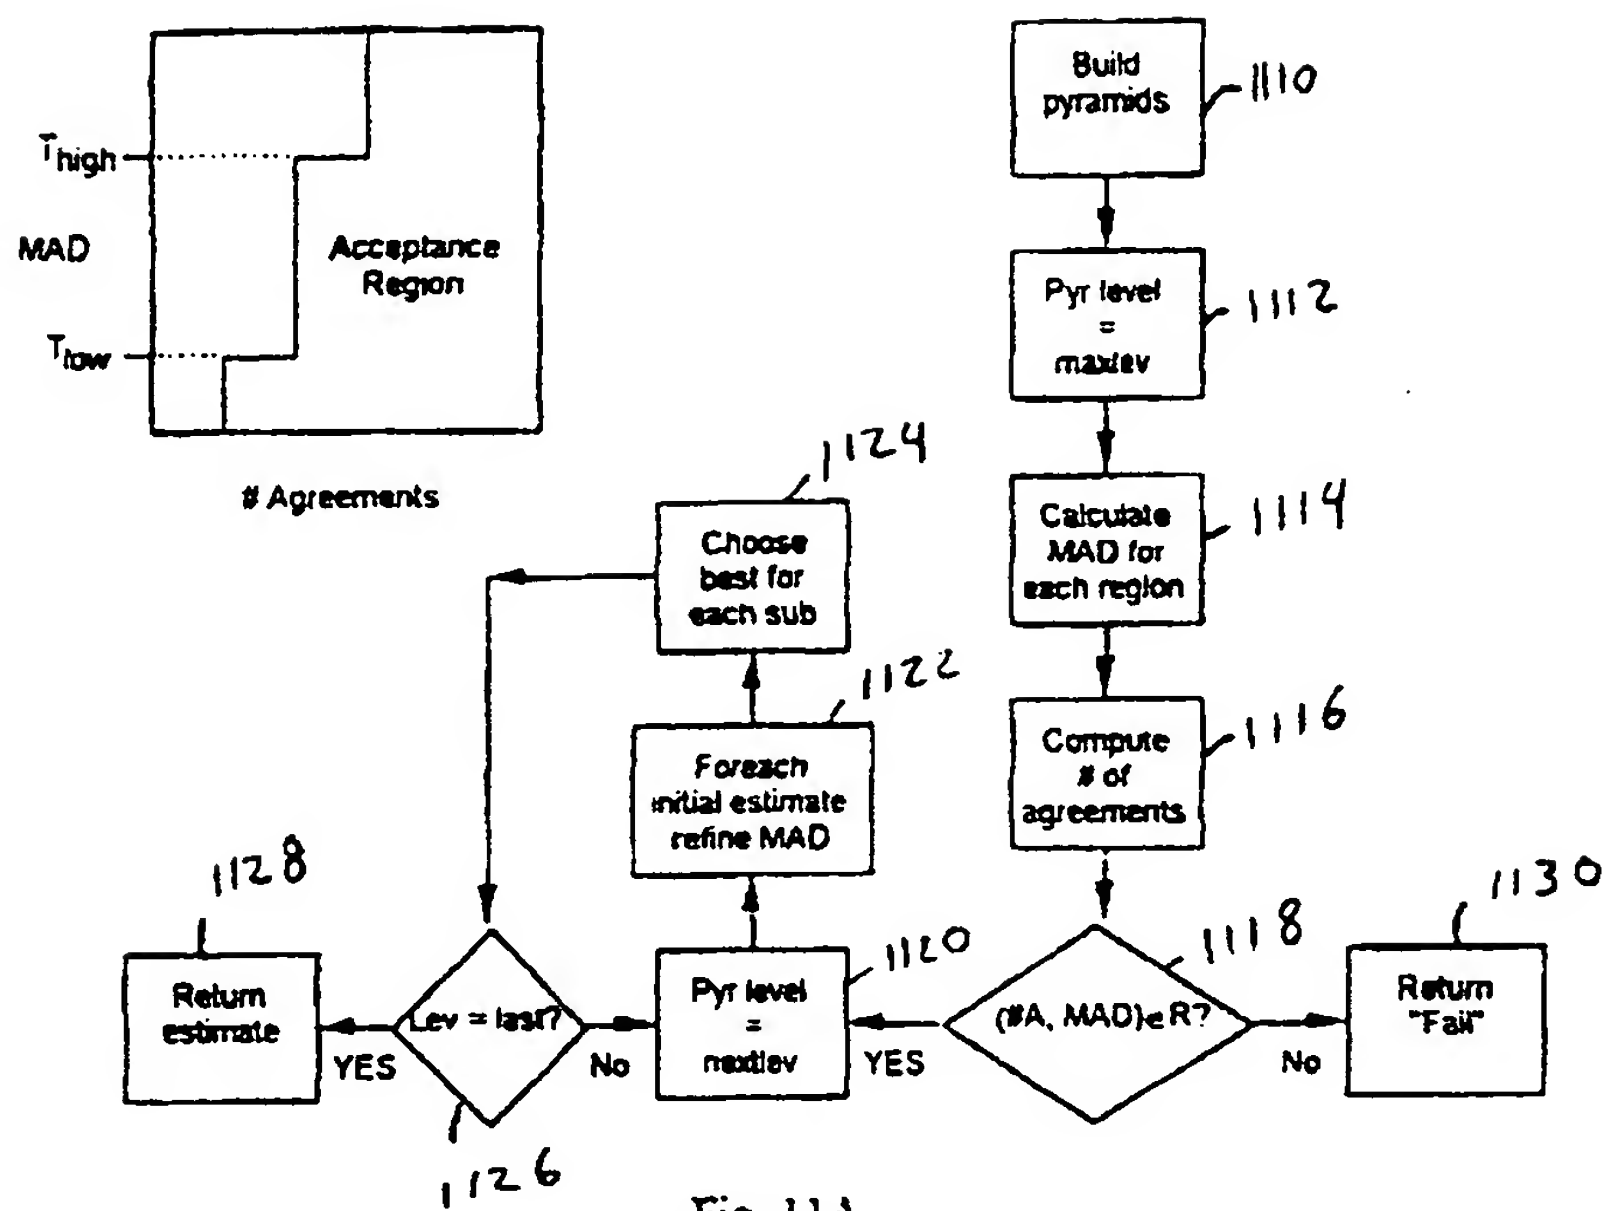 Thigh
MAD
Tlow
Acceptance
Region
# Agreements
Build
pyramids
1110
Pyr level
=
maxlev
1112
Calculate
MAD for
each region
1114
Compute
# of
agreements
1116
(#A, MAD)∈R?
1118
YES
No
Return
"Fail"
1130
Pyr level
=
nextlev
1120
Foreach
initial estimate
refine MAD
1122
Choose
best for
each sub
1124
Lev = last?
1126
YES
No
Return
estimate
1128